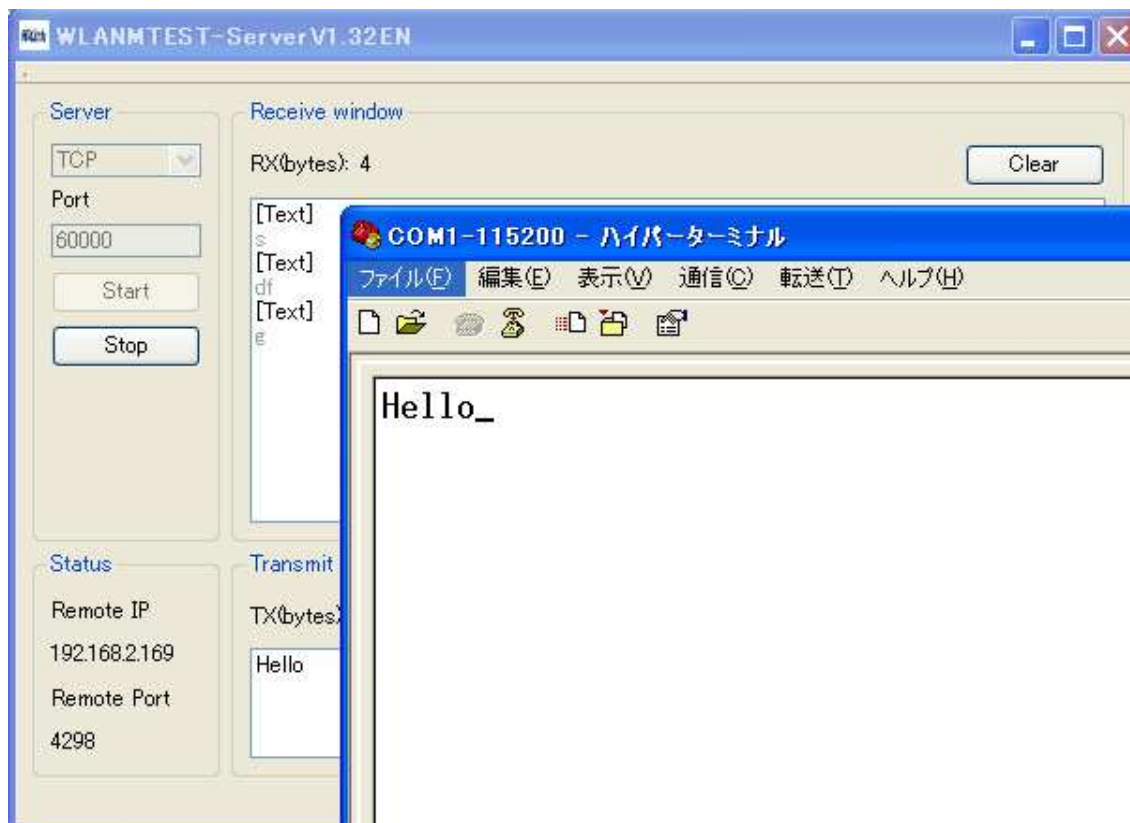 WLANMTEST-ServerV1.32EN
Server
TCP
Port
60000
Start
Stop
Receive window
RX(bytes): 4
Clear
[Text]
s
[Text]
df
[Text]
g
Status
Remote IP
192.168.2.169
Remote Port
4298
Transmit
TX(bytes)
Hello
COM1-115200 - ハイパーターミナル
ファイル(F) 編集(E) 表示(V) 通信(C) 転送(T) ヘルプ(H)
Hello_